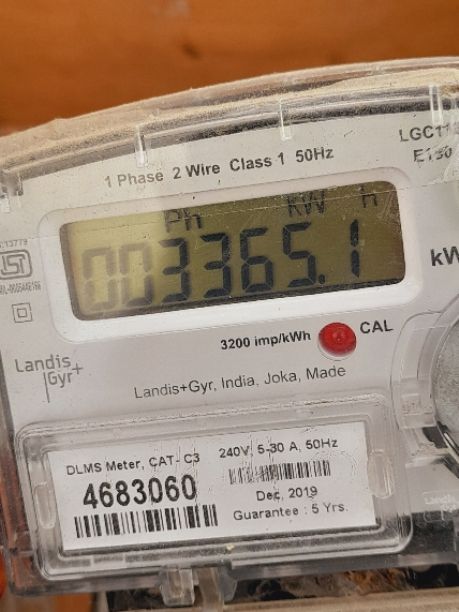 LGC11
1 Phase 2 Wire Class 1 50Hz
E150
Ph kW h
003365.1
kW
3200 imp/kWh CAL
Landis
Gyr+
Landis+Gyr, India, Joka, Made
DLMS Meter, CAT- C3 240V, 5-30 A, 50Hz
4683060
Dec, 2019
Guarantee : 5 Yrs.